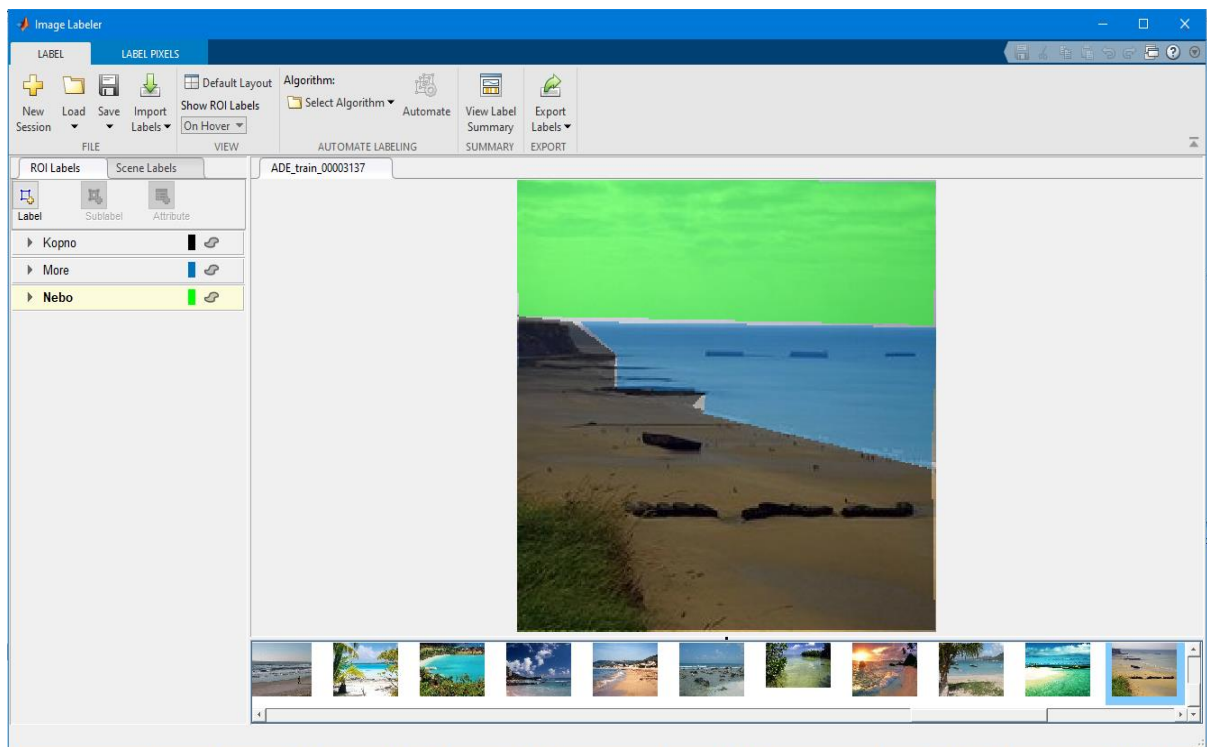 Image Labeler
LABEL
LABEL PIXELS
New Session
Load
Save
Import Labels
FILE
Default Layout
Show ROI Labels
On Hover
VIEW
Algorithm:
Select Algorithm
Automate
AUTOMATE LABELING
View Label Summary
SUMMARY
Export Labels
EXPORT
ROI Labels
Scene Labels
ADE_train_00003137
Label
Sublabel
Attribute
Kopno
More
Nebo